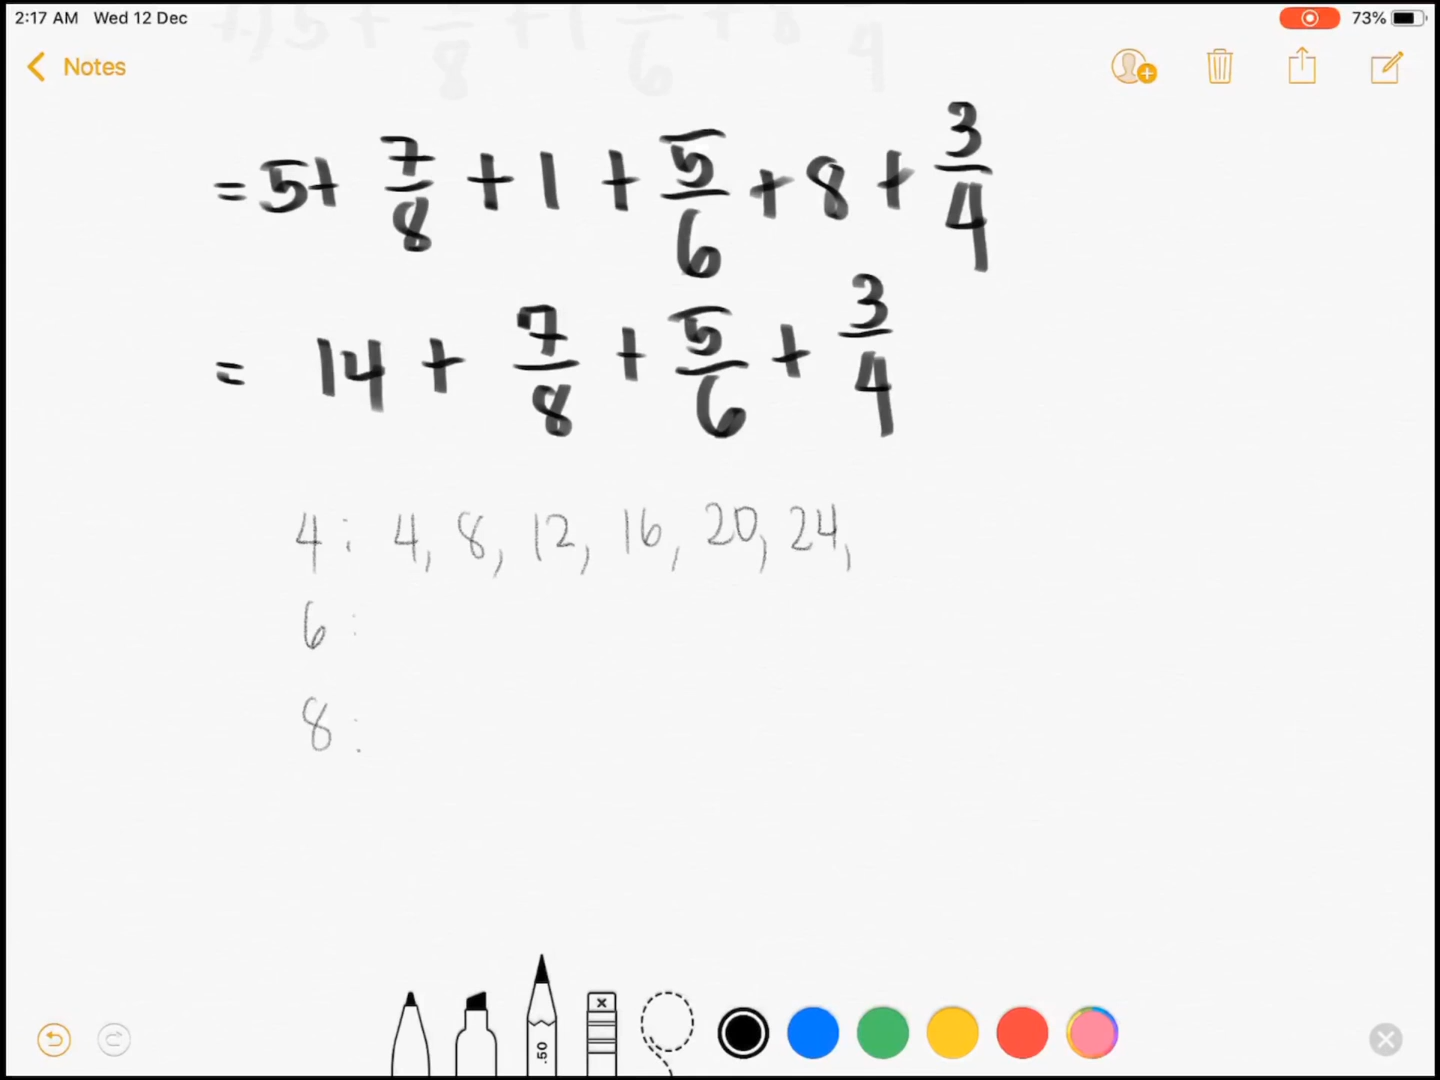 2:17 AM Wed 12 Dec 73%
Notes
= 5 + 7/8 + 1 + 5/6 + 8 + 3/4
= 14 + 7/8 + 5/6 + 3/4
4: 4, 8, 12, 16, 20, 24,
6:
8:
.50